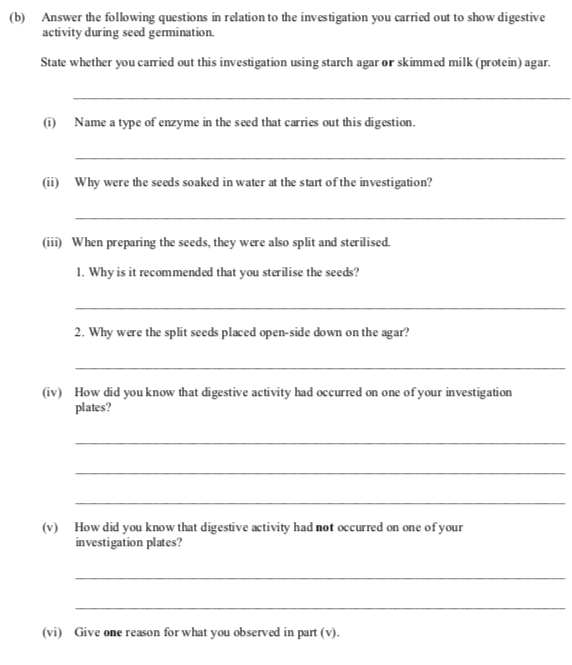 (b) Answer the following questions in relation to the investigation you carried out to show digestive
activity during seed germination.
State whether you carried out this investigation using starch agar or skimmed milk (protein) agar.
(i) Name a type of enzyme in the seed that carries out this digestion.
(ii) Why were the seeds soaked in water at the start of the investigation?
(iii) When preparing the seeds, they were also split and sterilised.
1. Why is it recommended that you sterilise the seeds?
2. Why were the split seeds placed open-side down on the agar?
(iv) How did you know that digestive activity had occurred on one of your investigation
plates?
(v) How did you know that digestive activity had not occurred on one of your
investigation plates?
(vi) Give one reason for what you observed in part (v).